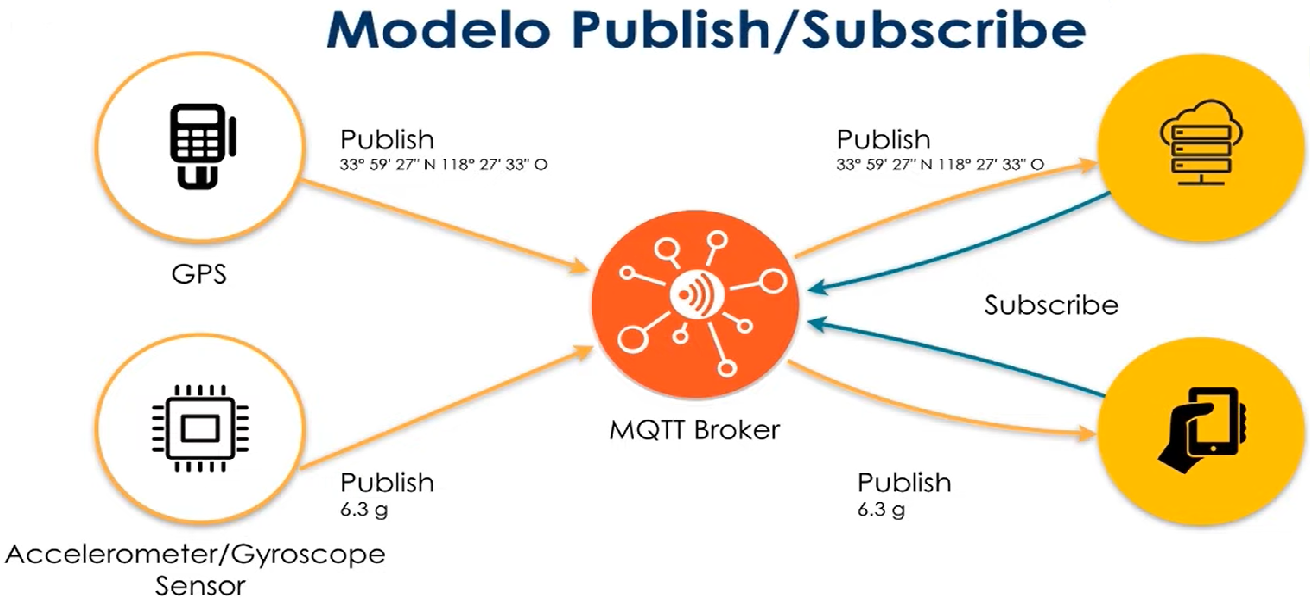 Modelo Publish/Subscribe
Publish
33° 59' 27" N 118° 27' 33" O
Publish
33° 59' 27" N 118° 27' 33" O
GPS
Subscribe
MQTT Broker
Publish
6.3 g
Publish
6.3 g
Accelerometer/Gyroscope
Sensor